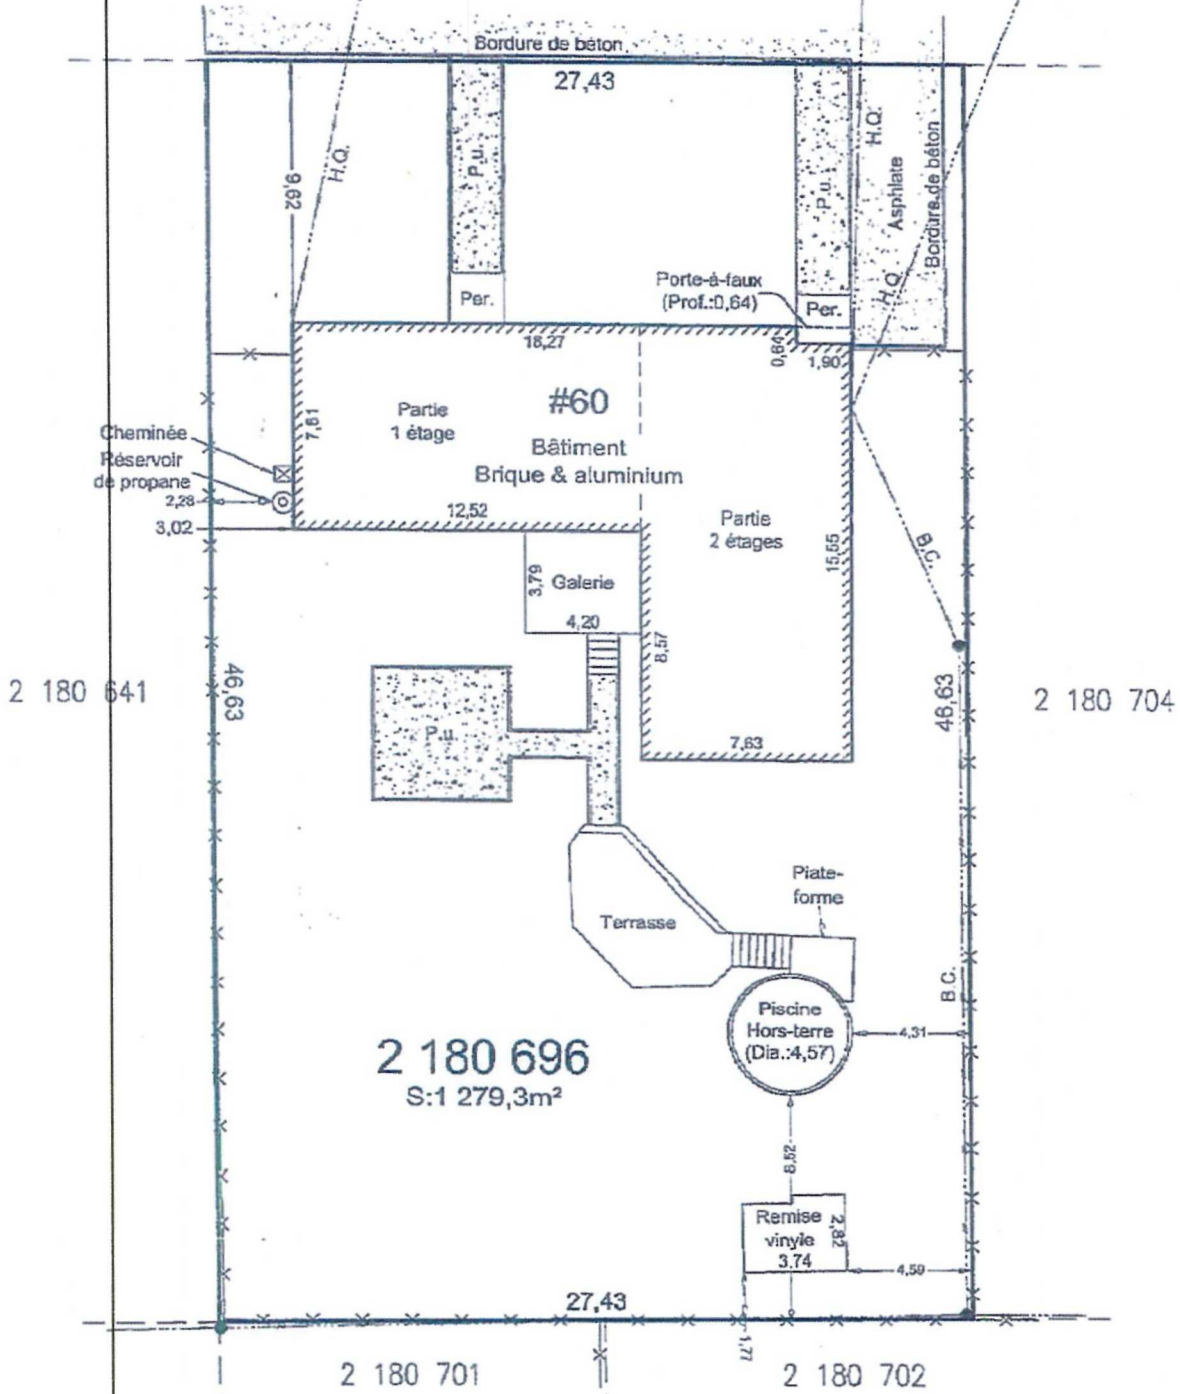 Bordure de béton
27,43
9,62
H.Q.
P.u.
Per.
P.u.
Per.
H.Q.
Asphlate
Bordure de béton
H.Q.
Porte-à-faux
(Prof.:0,64)
18,27
0,64
1,90
#60
Partie
1 étage
7,61
Bâtiment
Brique & aluminium
Cheminée
Réservoir
de propane
2,28
3,02
12,52
Partie
2 étages
15,55
B.C.
3,79
Galerie
4,20
8,57
2 180 641
46,63
P.u.
7,63
46,63
2 180 704
Plate-
forme
Terrasse
B.C.
Piscine
Hors-terre
(Dia.:4,57)
4,31
2 180 696
S:1 279,3m²
8,52
Remise
vinyle
3.74
2,82
4,59
27,43
1,77
2 180 701
2 180 702